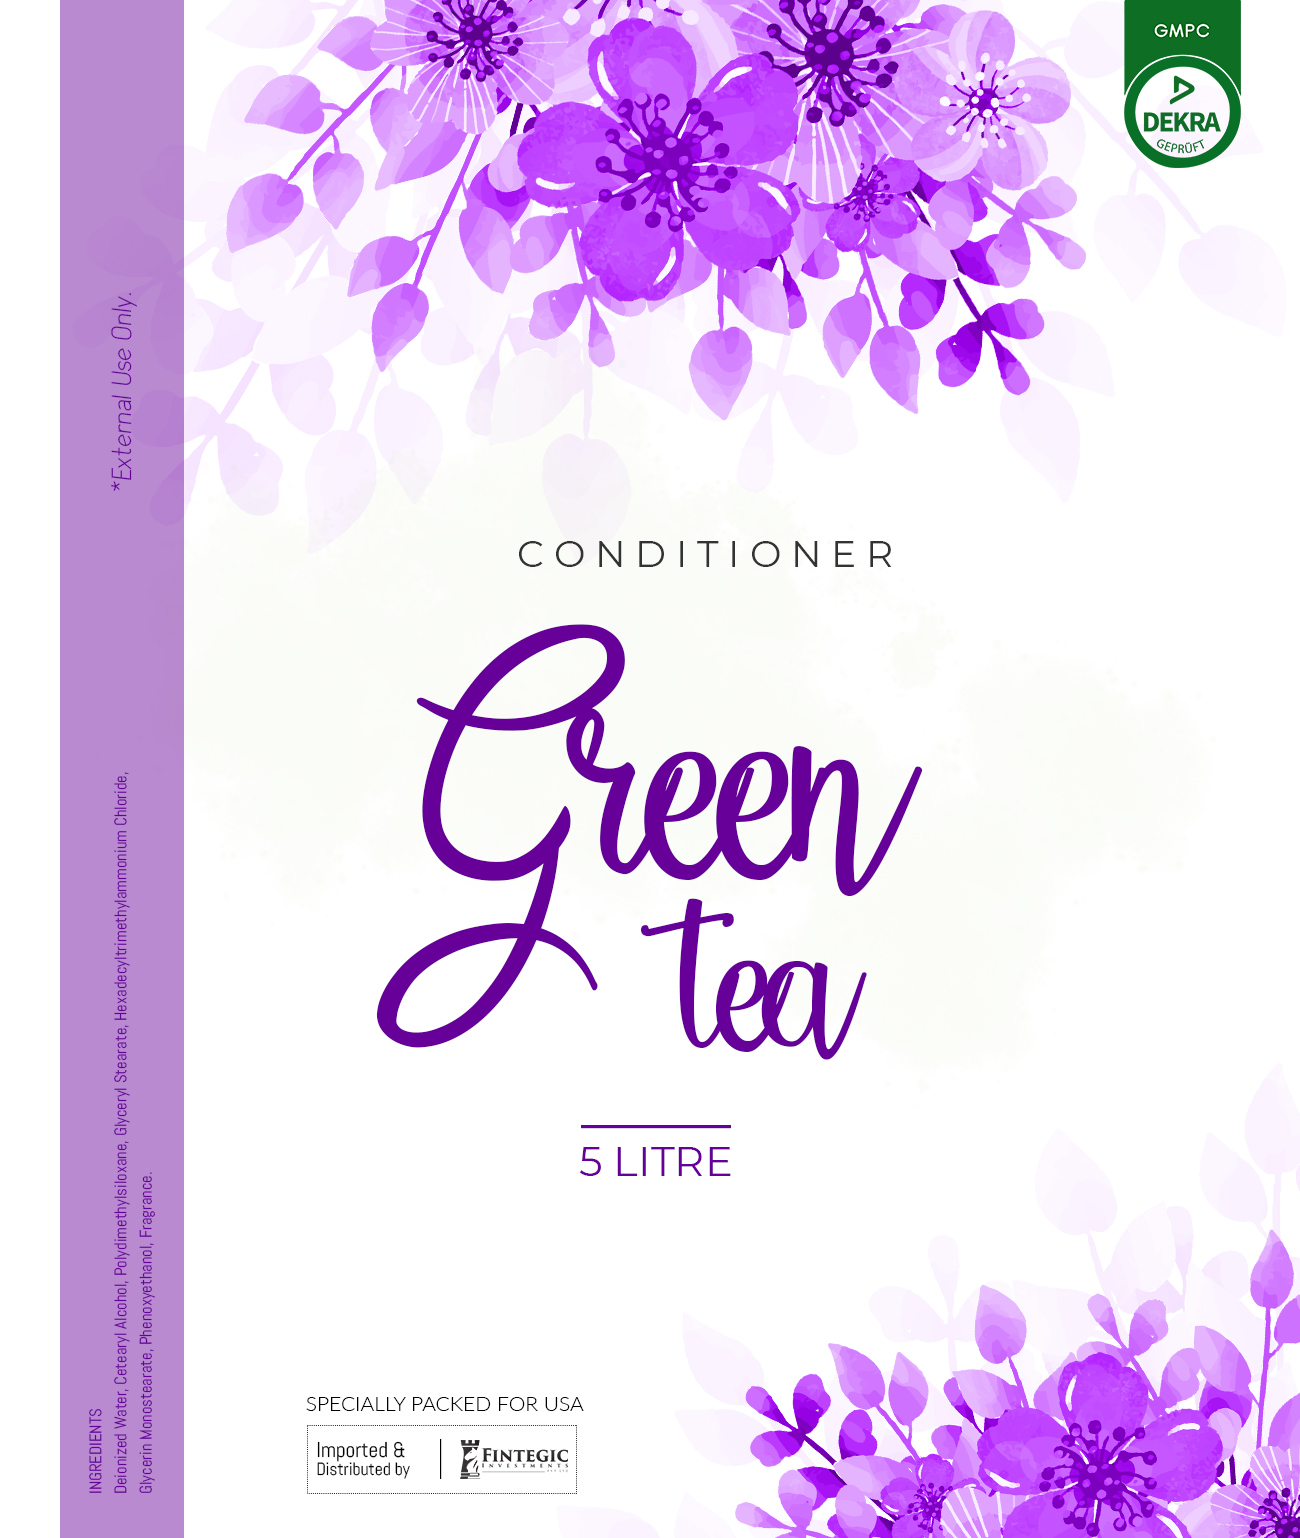 GMPC
DEKRA
GEPRÜFT
*External Use Only.
CONDITIONER
Green
tea
5 LITRE
INGREDIENTS
Deionized Water, Cetearyl Alcohol, Polydimethylsiloxane, Glyceryl Stearate, Hexadecyltrimethylammonium Chloride,
Glycerin Monostearate, Phenoxyethanol, Fragrance.
SPECIALLY PACKED FOR USA
Imported &
Distributed by
FINTEGIC
INVESTMENTS